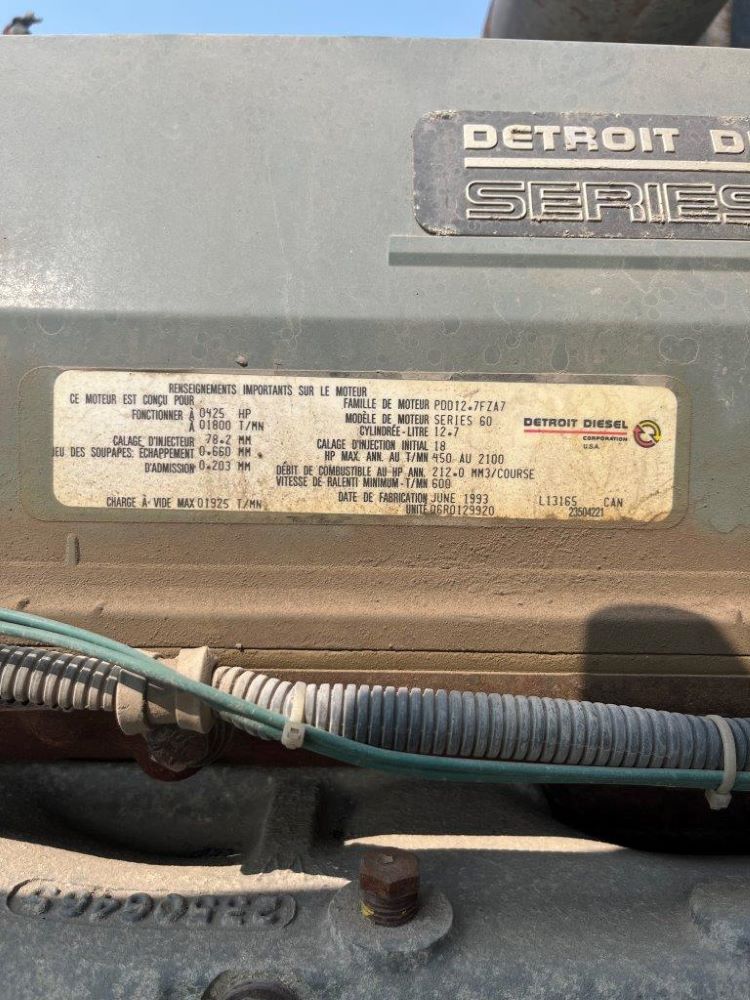 DETROIT
SERIES
RENSEIGNEMENTS IMPORTANTS SUR LE MOTEUR
CE MOTEUR EST CONÇU POUR
FONCTIONNER À 0425 HP
À 01800 T/MN
CALAGE D'INJECTEUR 78.2 MM
JEU DES SOUPAPES: ÉCHAPPEMENT 0.660 MM
D'ADMISSION 0.203 MM
CHARGE À VIDE MAX 01925 T/MN
FAMILLE DE MOTEUR PDD12.7FZA7
MODÈLE DE MOTEUR SERIES 60
CYLINDRÉE-LITRE 12.7
CALAGE D'INJECTION INITIAL 18
HP MAX. ANN. AU T/MN 450 AU 2100
DÉBIT DE COMBUSTIBLE AU HP ANN. 212.0 MM3/COURSE
VITESSE DE RALENTI MINIMUM-T/MN 600
DATE DE FABRICATION JUNE 1993
UNITÉ 06R0129920
DETROIT DIESEL
CORPORATION
U.S.A.
L13165 CAN
23504221